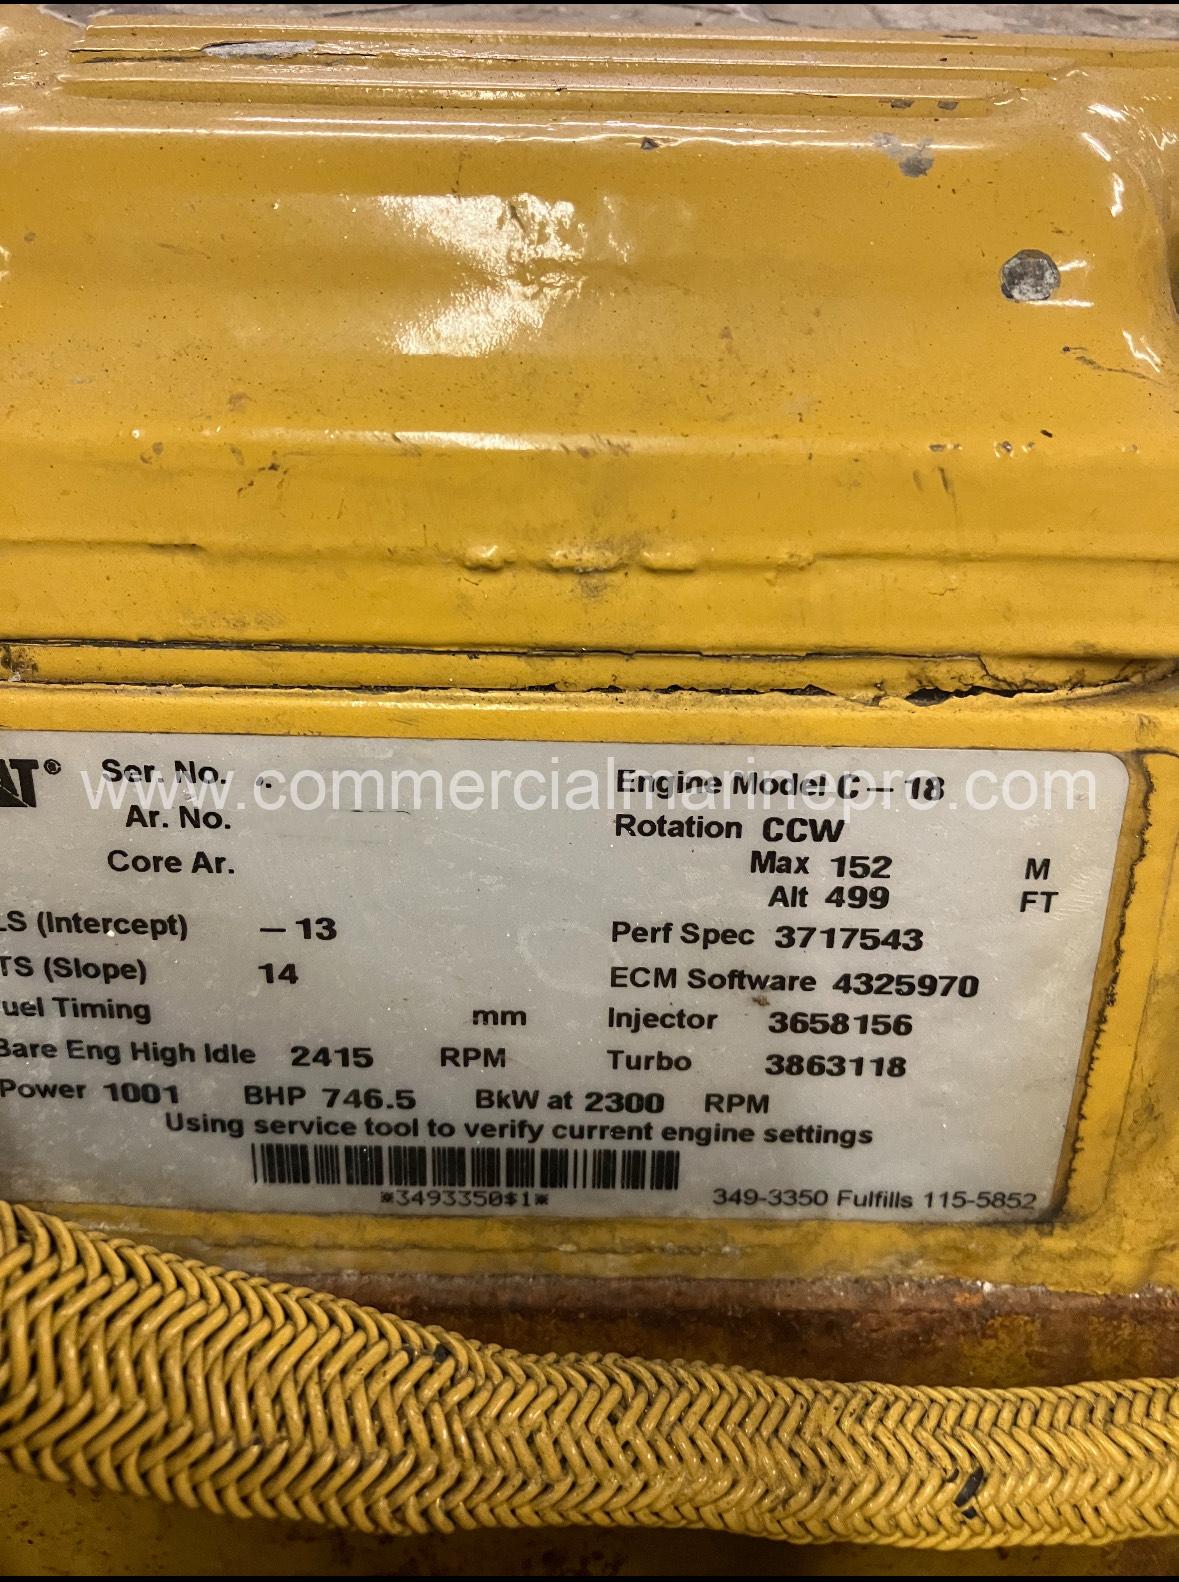 AT® Ser. No. Engine Model C-18
www.commercialmarinepro.com
Ar. No. Rotation CCW
Core Ar. Max 152 M
Alt 499 FT
LS (Intercept) -13 Perf Spec 3717543
TS (Slope) 14 ECM Software 4325970
uel Timing mm Injector 3658156
Bare Eng High Idle 2415 RPM Turbo 3863118
Power 1001 BHP 746.5 BkW at 2300 RPM
Using service tool to verify current engine settings
*3493350$1* 349-3350 Fulfills 115-5852